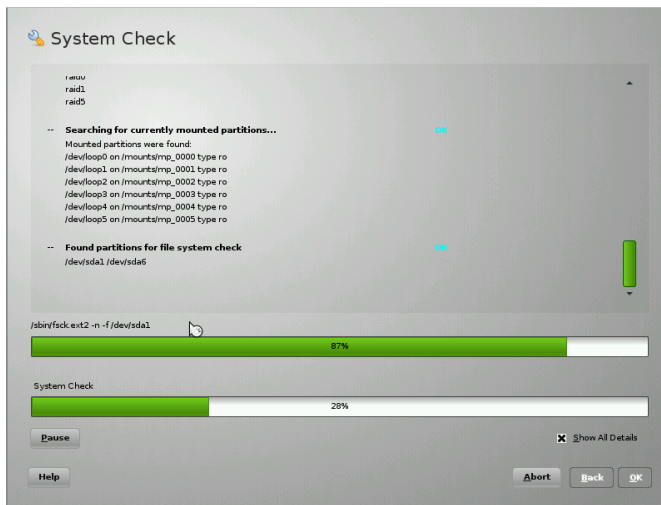 System Check
raid0
raid1
raid5
-- Searching for currently mounted partitions... OK
Mounted partitions were found:
/dev/loop0 on /mounts/mp_0000 type ro
/dev/loop1 on /mounts/mp_0001 type ro
/dev/loop2 on /mounts/mp_0002 type ro
/dev/loop3 on /mounts/mp_0003 type ro
/dev/loop4 on /mounts/mp_0004 type ro
/dev/loop5 on /mounts/mp_0005 type ro
-- Found partitions for file system check OK
/dev/sda1 /dev/sda6
/sbin/fsck.ext2 -n -f /dev/sda1
87%
System Check
28%
Pause
Show All Details
Help
Abort
Back
OK